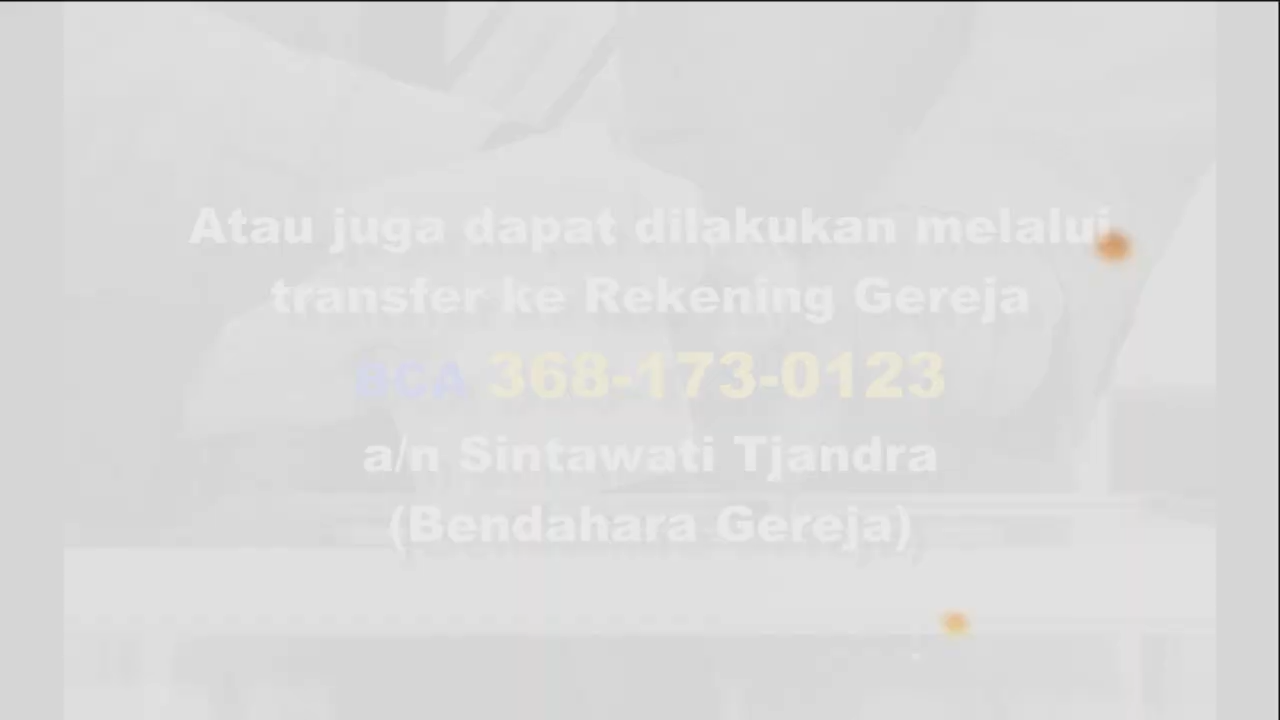 Atau juga dapat dilakukan melalui
transfer ke Rekening Gereja
BCA 368-173-0123
a/n Sintawati Tjandra
(Bendahara Gereja)